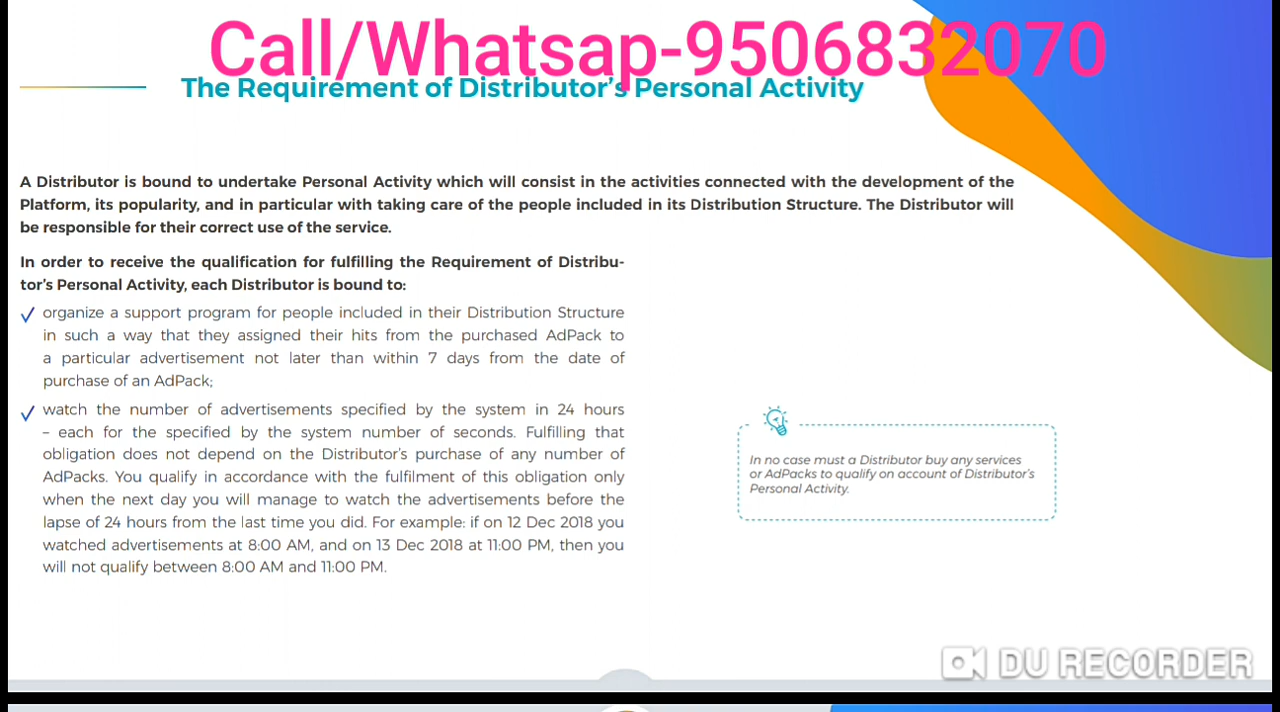 Call/Whatsap-9506832070
The Requirement of Distributor's Personal Activity
A Distributor is bound to undertake Personal Activity which will consist in the activities connected with the development of the
Platform, its popularity, and in particular with taking care of the people included in its Distribution Structure. The Distributor will
be responsible for their correct use of the service.
In order to receive the qualification for fulfilling the Requirement of Distribu-
tor's Personal Activity, each Distributor is bound to:
organize a support program for people included in their Distribution Structure
in such a way that they assigned their hits from the purchased AdPack to
a particular advertisement not later than within 7 days from the date of
purchase of an AdPack;
watch the number of advertisements specified by the system in 24 hours
– each for the specified by the system number of seconds. Fulfilling that
obligation does not depend on the Distributor's purchase of any number of
AdPacks. You qualify in accordance with the fulfilment of this obligation only
when the next day you will manage to watch the advertisements before the
lapse of 24 hours from the last time you did. For example: if on 12 Dec 2018 you
watched advertisements at 8:00 AM, and on 13 Dec 2018 at 11:00 PM, then you
will not qualify between 8:00 AM and 11:00 PM.
In no case must a Distributor buy any services
or AdPacks to qualify on account of Distributor's
Personal Activity.
DU RECORDER